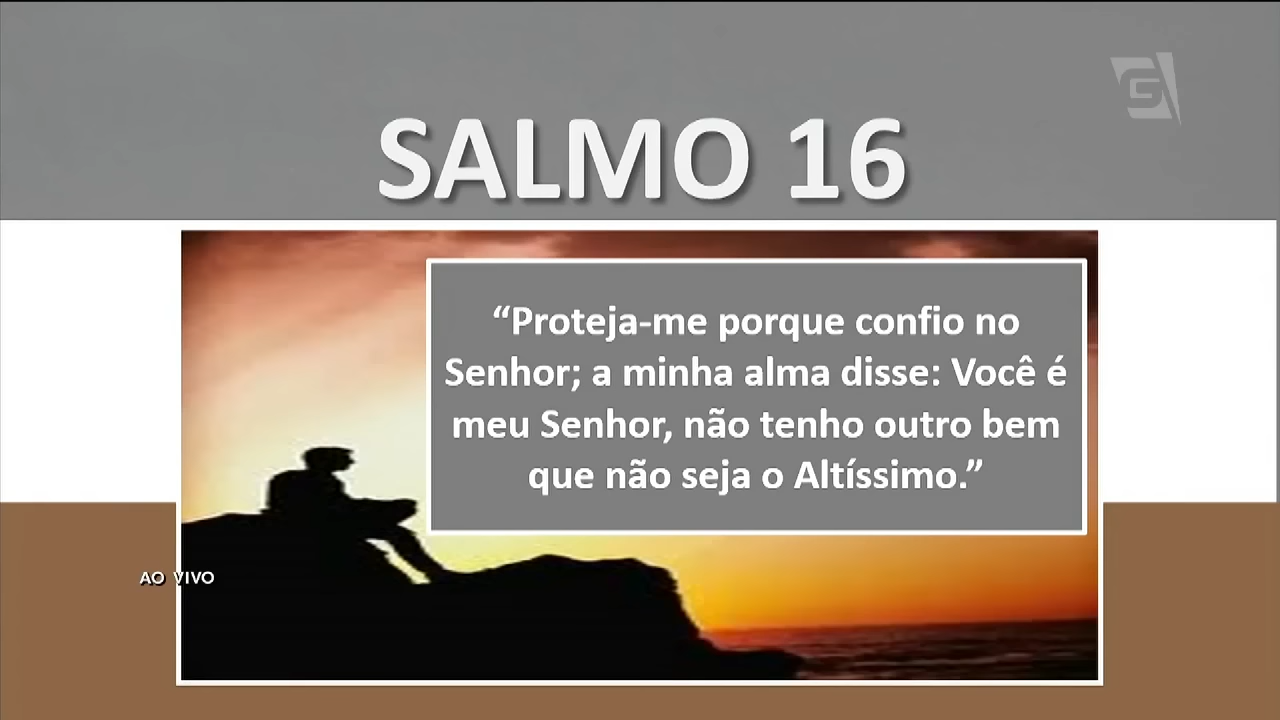 SALMO 16
“Proteja-me porque confio no
Senhor; a minha alma disse: Você é
meu Senhor, não tenho outro bem
que não seja o Altíssimo.”
AO VIVO